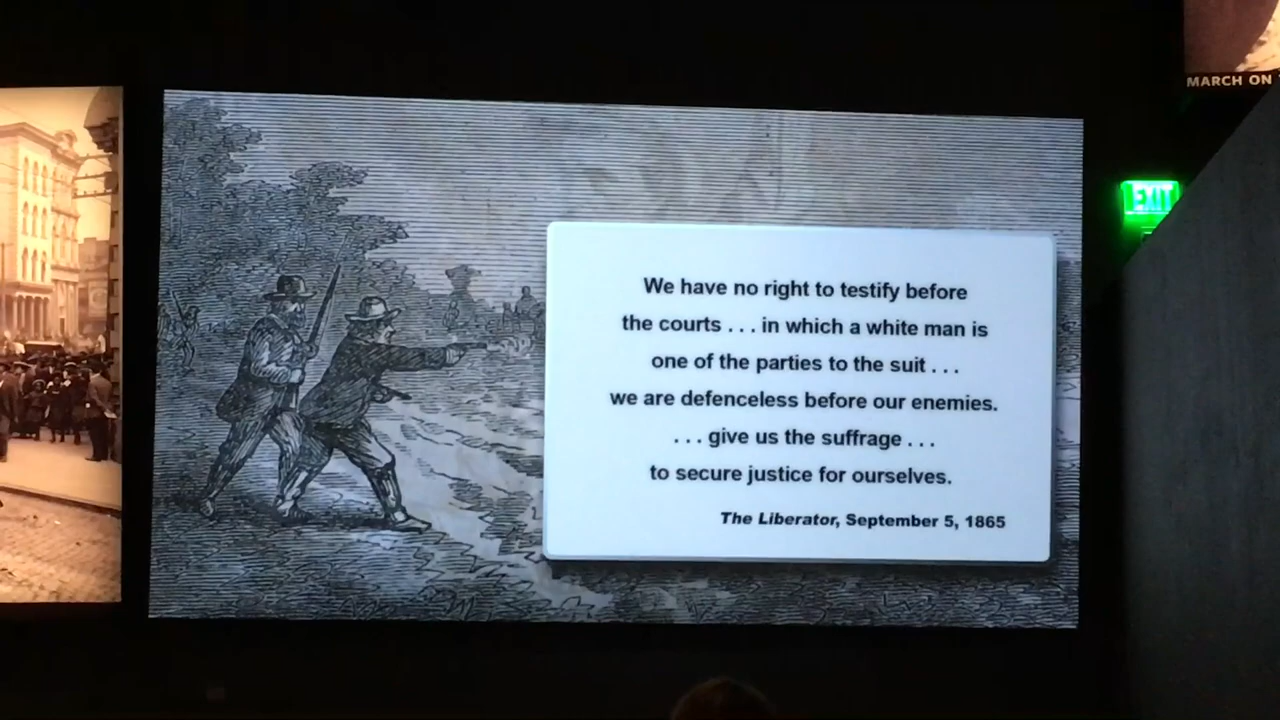 MARCH ON
EXIT
We have no right to testify before
the courts . . . in which a white man is
one of the parties to the suit . . .
we are defenceless before our enemies.
. . . give us the suffrage . . .
to secure justice for ourselves.
The Liberator, September 5, 1865